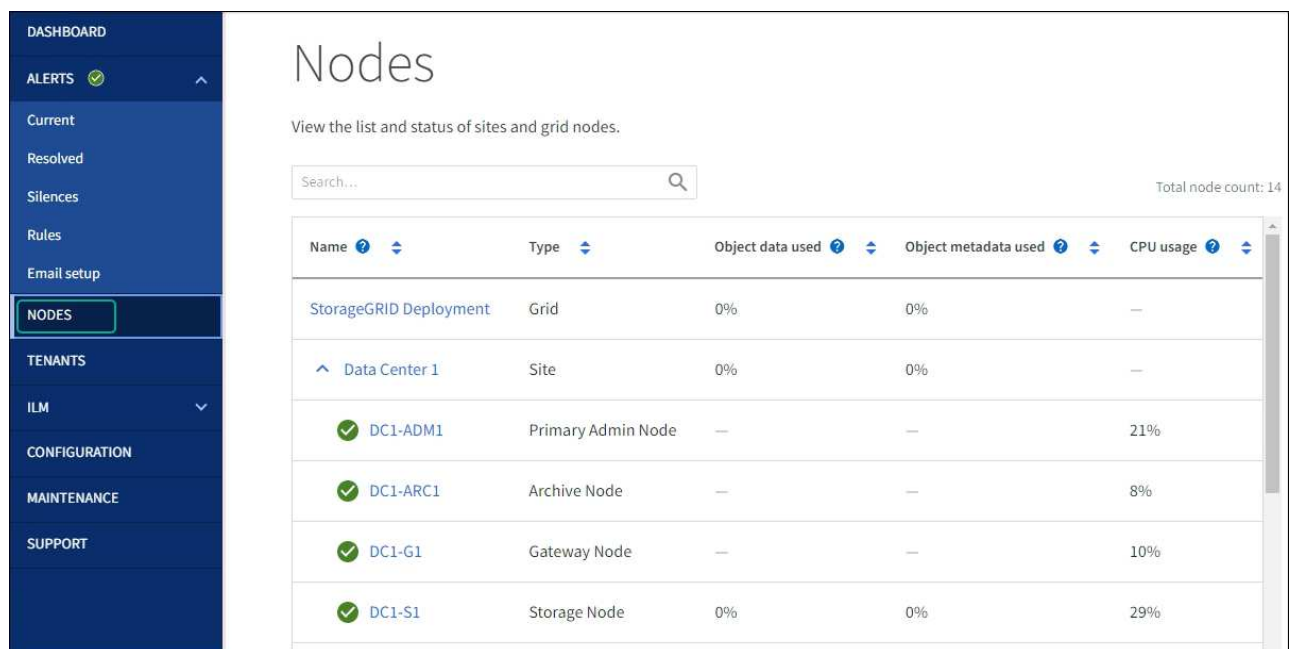 DASHBOARD
ALERTS
Current
Resolved
Silences
Rules
Email setup
NODES
TENANTS
ILM
CONFIGURATION
MAINTENANCE
SUPPORT
Nodes
View the list and status of sites and grid nodes.
Search...
Total node count: 14
Name ? Type Object data used ? Object metadata used ? CPU usage ?
StorageGRID Deployment Grid 0% 0% —
Data Center 1 Site 0% 0% —
DC1-ADM1 Primary Admin Node — — 21%
DC1-ARC1 Archive Node — — 8%
DC1-G1 Gateway Node — — 10%
DC1-S1 Storage Node 0% 0% 29%